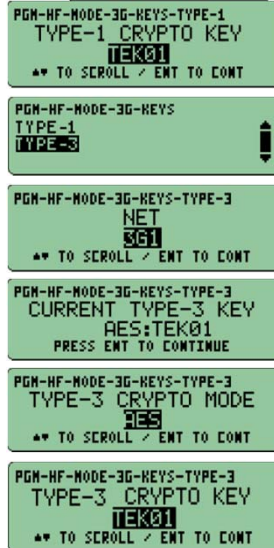 PGM-HF-MODE-3G-KEYS-TYPE-1
TYPE-1 CRYPTO KEY
TEK01
▲▼ TO SCROLL / ENT TO CONT
PGM-HF-MODE-3G-KEYS
TYPE-1
TYPE-3
PGM-HF-MODE-3G-KEYS-TYPE-3
NET
3G1
▲▼ TO SCROLL / ENT TO CONT
PGM-HF-MODE-3G-KEYS-TYPE-3
CURRENT TYPE-3 KEY
AES:TEK01
PRESS ENT TO CONTINUE
PGM-HF-MODE-3G-KEYS-TYPE-3
TYPE-3 CRYPTO MODE
AES
▲▼ TO SCROLL / ENT TO CONT
PGM-HF-MODE-3G-KEYS-TYPE-3
TYPE-3 CRYPTO KEY
TEK01
▲▼ TO SCROLL / ENT TO CONT